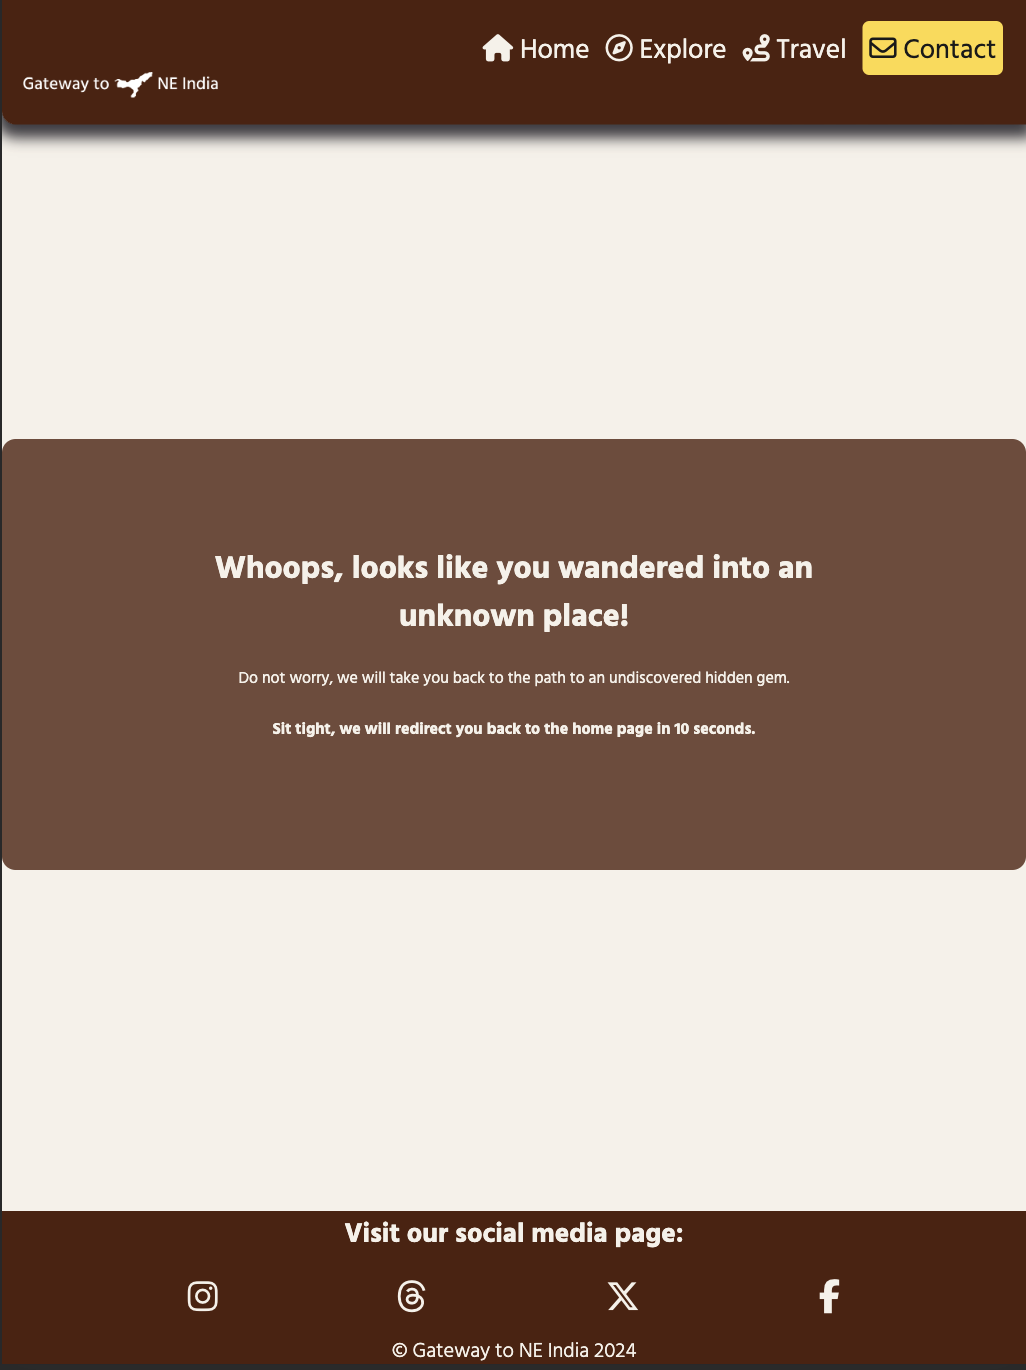 Home Explore Travel Contact
Gateway to NE India
Whoops, looks like you wandered into an
unknown place!
Do not worry, we will take you back to the path to an undiscovered hidden gem.
Sit tight, we will redirect you back to the home page in 10 seconds.
Visit our social media page:
© Gateway to NE India 2024